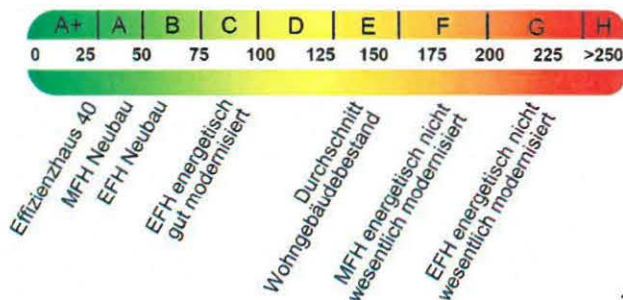 A+ A B C D E F G H
0 25 50 75 100 125 150 175 200 225 >250
Effizienzhaus 40
MFH Neubau
EFH Neubau
EFH energetisch
gut modernisiert
Durchschnitt
Wohngebäudebestand
MFH energetisch nicht
wesentlich modernisiert
EFH energetisch nicht
wesentlich modernisiert